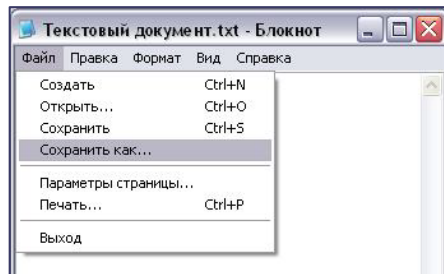 Текстовый документ.txt - Блокнот
Файл Правка Формат Вид Справка
Создать Ctrl+N
Открыть... Ctrl+O
Сохранить Ctrl+S
Сохранить как...
Параметры страницы...
Печать... Ctrl+P
Выход